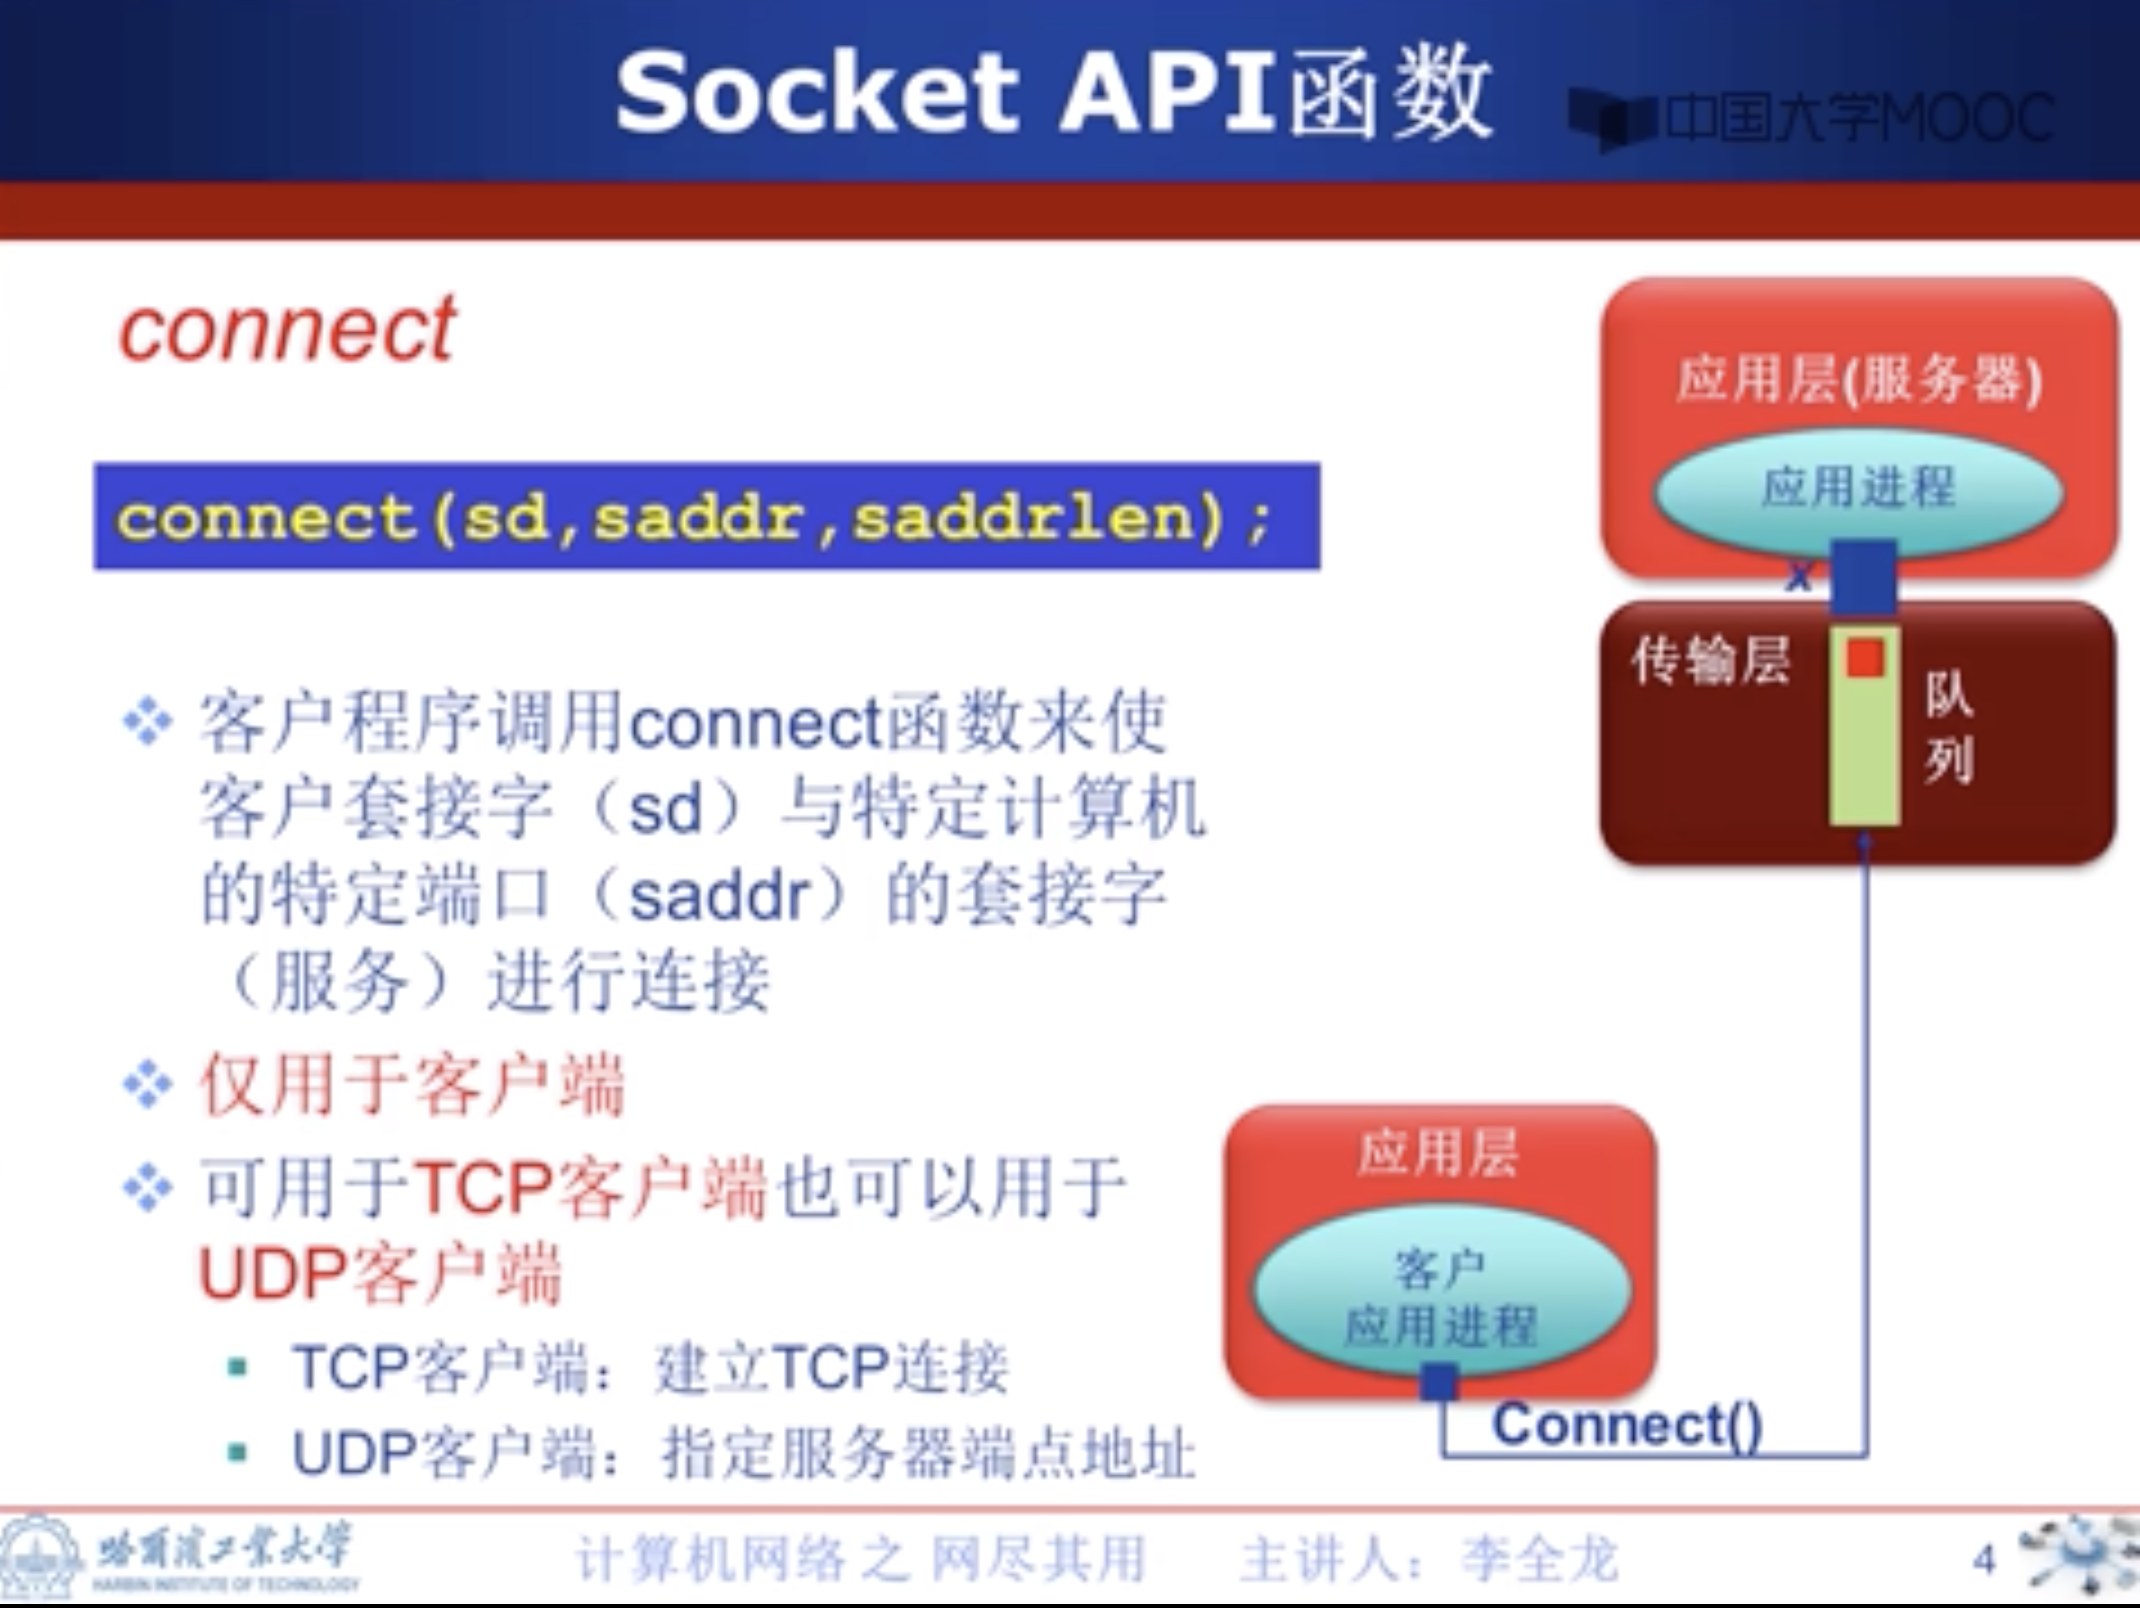 Socket API函数
中国大学MOOC
connect
connect(sd,saddr,saddrlen);
客户程序调用connect函数来使
客户套接字（sd）与特定计算机
的特定端口（saddr）的套接字
（服务）进行连接
仅用于客户端
可用于TCP客户端也可以用于
UDP客户端
TCP客户端：建立TCP连接
UDP客户端：指定服务器端点地址
应用层(服务器)
应用进程
x
传输层
队
列
应用层
客户
应用进程
Connect()
哈尔滨工业大学
HARBIN INSTITUTE OF TECHNOLOGY
计算机网络之 网尽其用
主讲人：李全龙
4